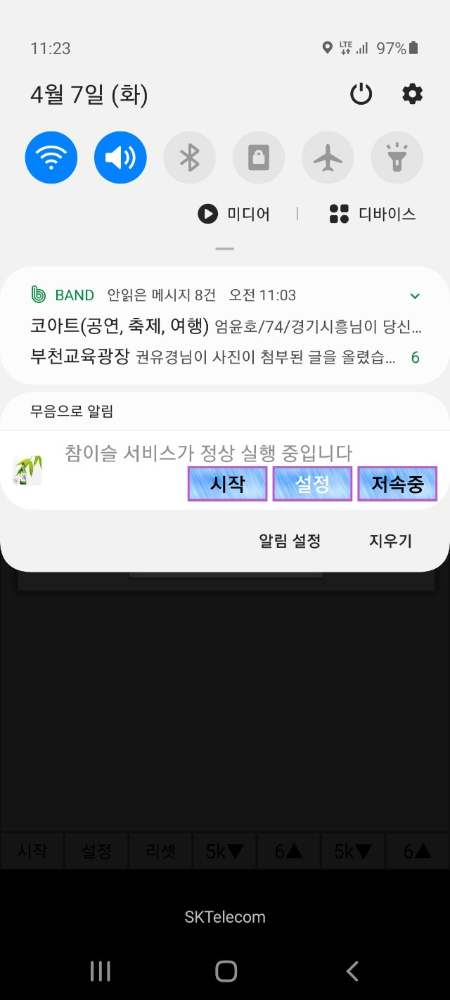 11:23 LTE 97%
4월 7일 (화)
미디어 | 디바이스
BAND 안읽은 메시지 8건 오전 11:03
코아트(공연, 축제, 여행) 엄윤호/74/경기시흥님이 당신...
부천교육광장 권유경님이 사진이 첨부된 글을 올렸습... 6
무음으로 알림
참이슬 서비스가 정상 실행 중입니다
시작 설정 저속중
알림 설정 지우기
시작 설정 리셋 5k▼ 6▲ 5k▼ 6▲
SKTelecom